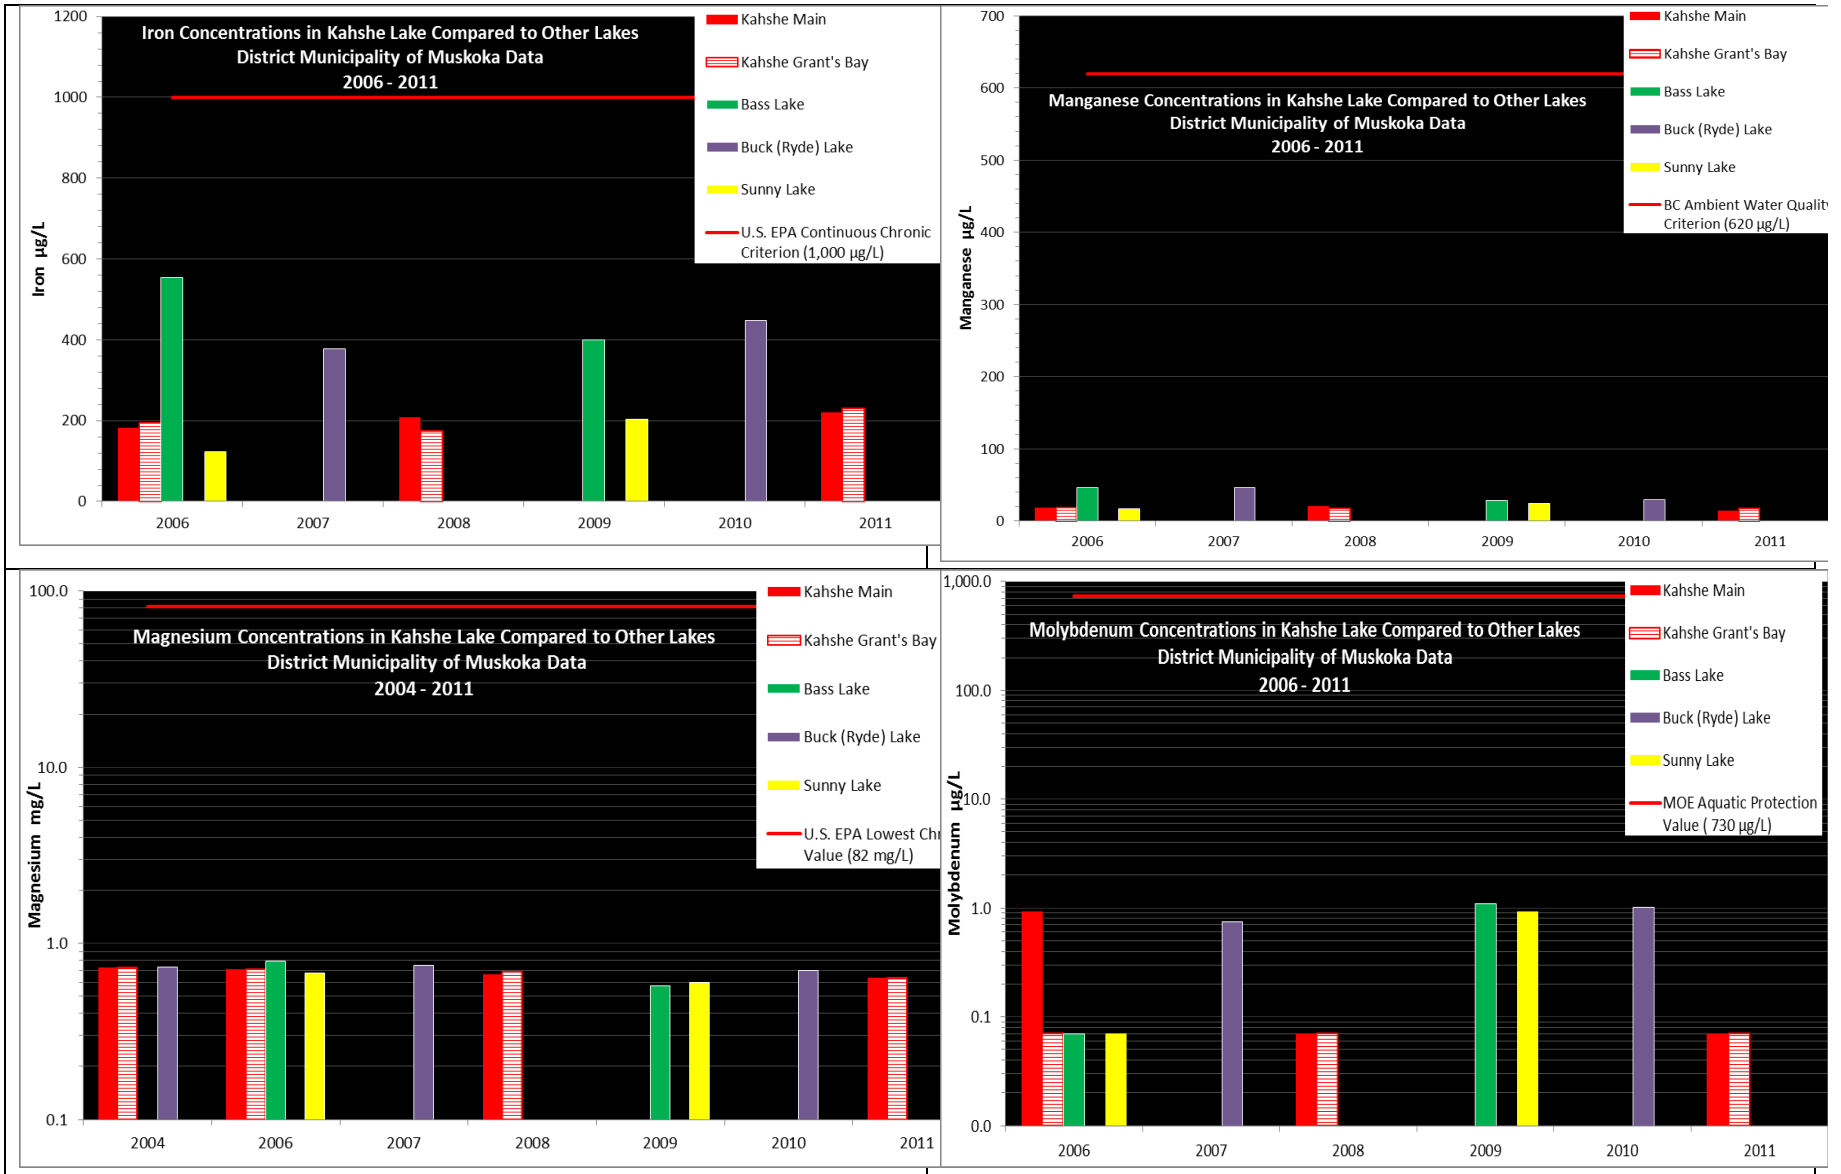 Iron Concentrations in Kahshe Lake Compared to Other Lakes
District Municipality of Muskoka Data
2006 - 2011
1200
1000
800
600
400
200
0
Iron µg/L
2006
2007
2008
2009
2010
2011
Kahshe Main
Kahshe Grant's Bay
Bass Lake
Buck (Ryde) Lake
Sunny Lake
U.S. EPA Continuous Chronic
Criterion (1,000 µg/L)
Manganese Concentrations in Kahshe Lake Compared to Other Lakes
District Municipality of Muskoka Data
2006 - 2011
700
600
500
400
300
200
100
0
Manganese µg/L
2006
2007
2008
2009
2010
2011
Kahshe Main
Kahshe Grant's Bay
Bass Lake
Buck (Ryde) Lake
Sunny Lake
BC Ambient Water Quality
Criterion (620 µg/L)
Magnesium Concentrations in Kahshe Lake Compared to Other Lakes
District Municipality of Muskoka Data
2004 - 2011
100.0
10.0
1.0
0.1
Magnesium mg/L
2004
2006
2007
2008
2009
2010
2011
Kahshe Main
Kahshe Grant's Bay
Bass Lake
Buck (Ryde) Lake
Sunny Lake
U.S. EPA Lowest Chr
Value (82 mg/L)
Molybdenum Concentrations in Kahshe Lake Compared to Other Lakes
District Municipality of Muskoka Data
2006 - 2011
1,000.0
100.0
10.0
1.0
0.1
0.0
Molybdenum µg/L
2006
2007
2008
2009
2010
2011
Kahshe Main
Kahshe Grant's Bay
Bass Lake
Buck (Ryde) Lake
Sunny Lake
MOE Aquatic Protection
Value ( 730 µg/L)